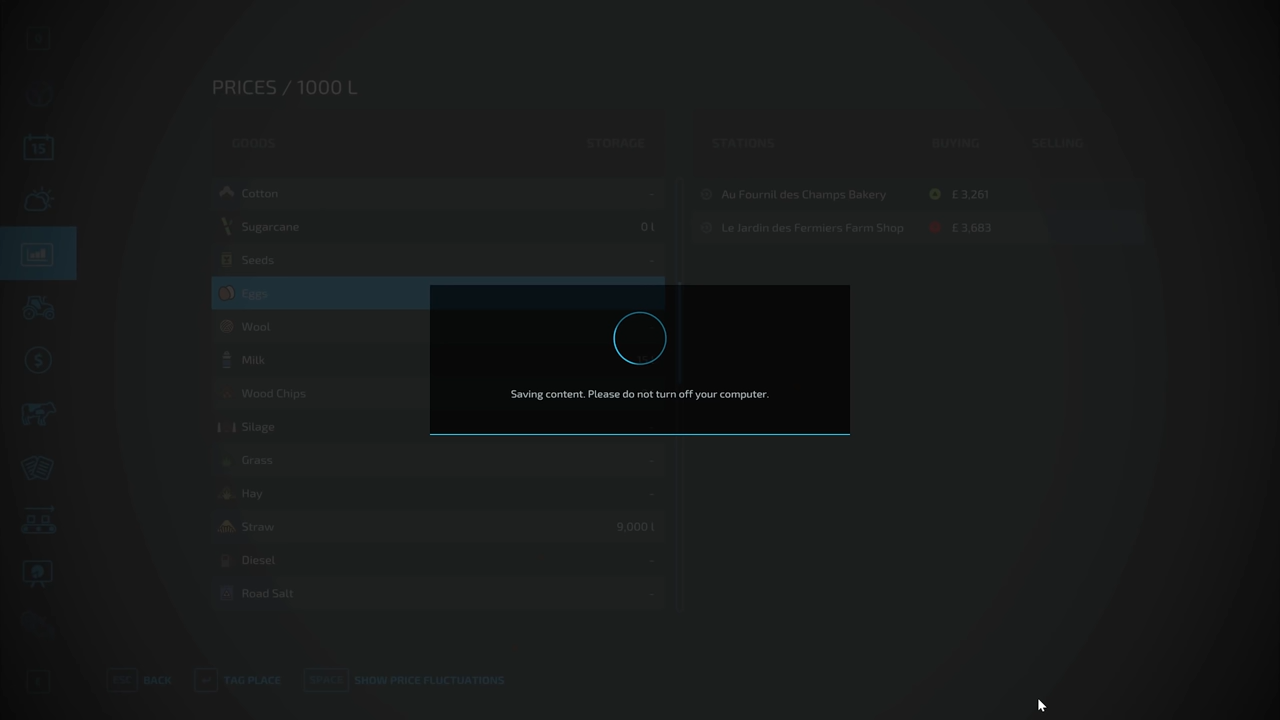 PRICES / 1000 L
GOODS STORAGE
STATIONS BUYING SELLING
15
Cotton -
Au Fournil des Champs Bakery £ 3,261
Sugarcane 0 l
Le Jardin des Fermiers Farm Shop £ 3,683
Seeds -
Eggs
Wool
Milk
Wood Chips
Saving content. Please do not turn off your computer.
Silage -
Grass -
Hay -
Straw 9,000 l
Diesel -
Road Salt -
ESC BACK TAG PLACE SPACE SHOW PRICE FLUCTUATIONS